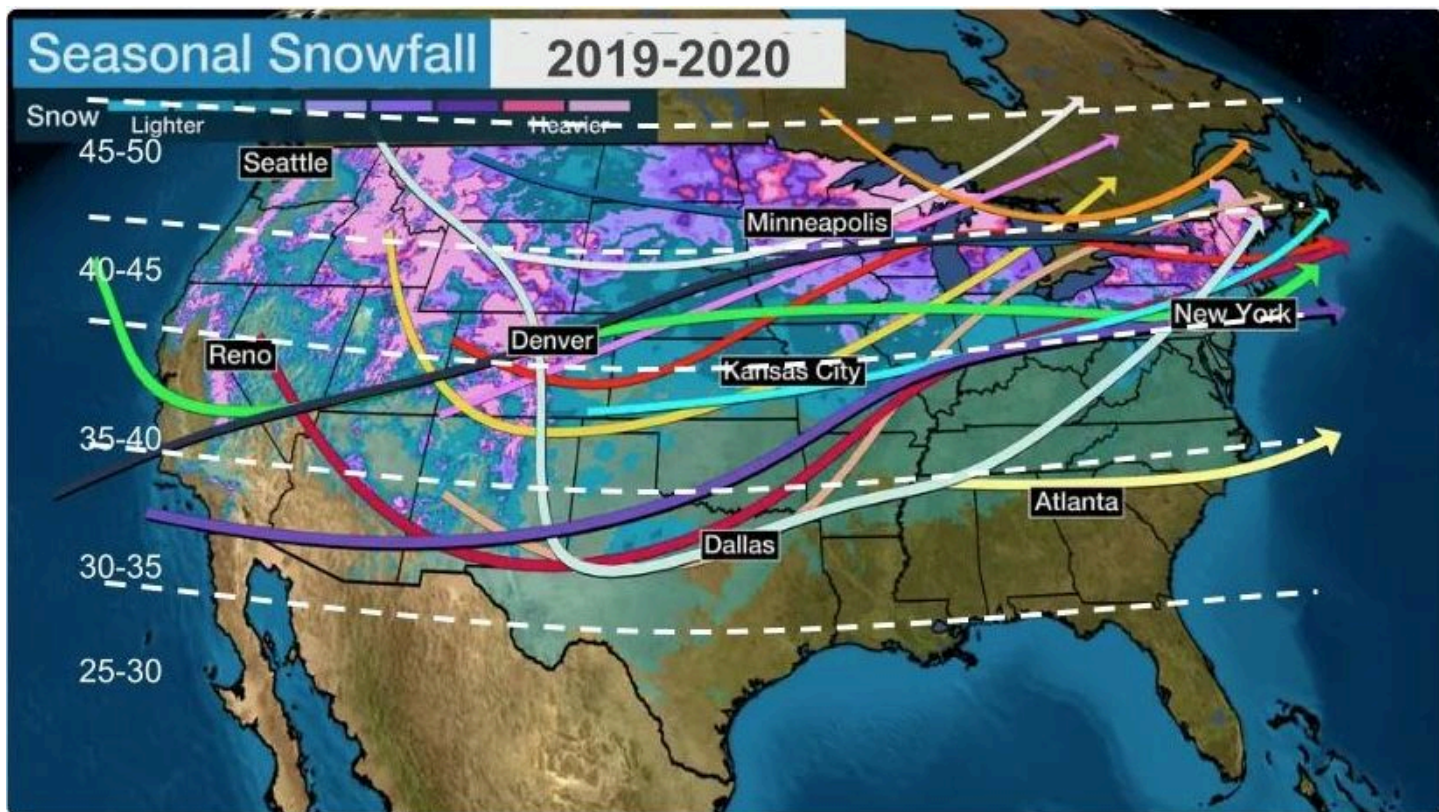 Seasonal Snowfall 2019-2020
Snow Lighter Heavier
45-50
Seattle
Minneapolis
40-45
New York
Reno
Denver
Kansas City
35-40
Atlanta
Dallas
30-35
25-30